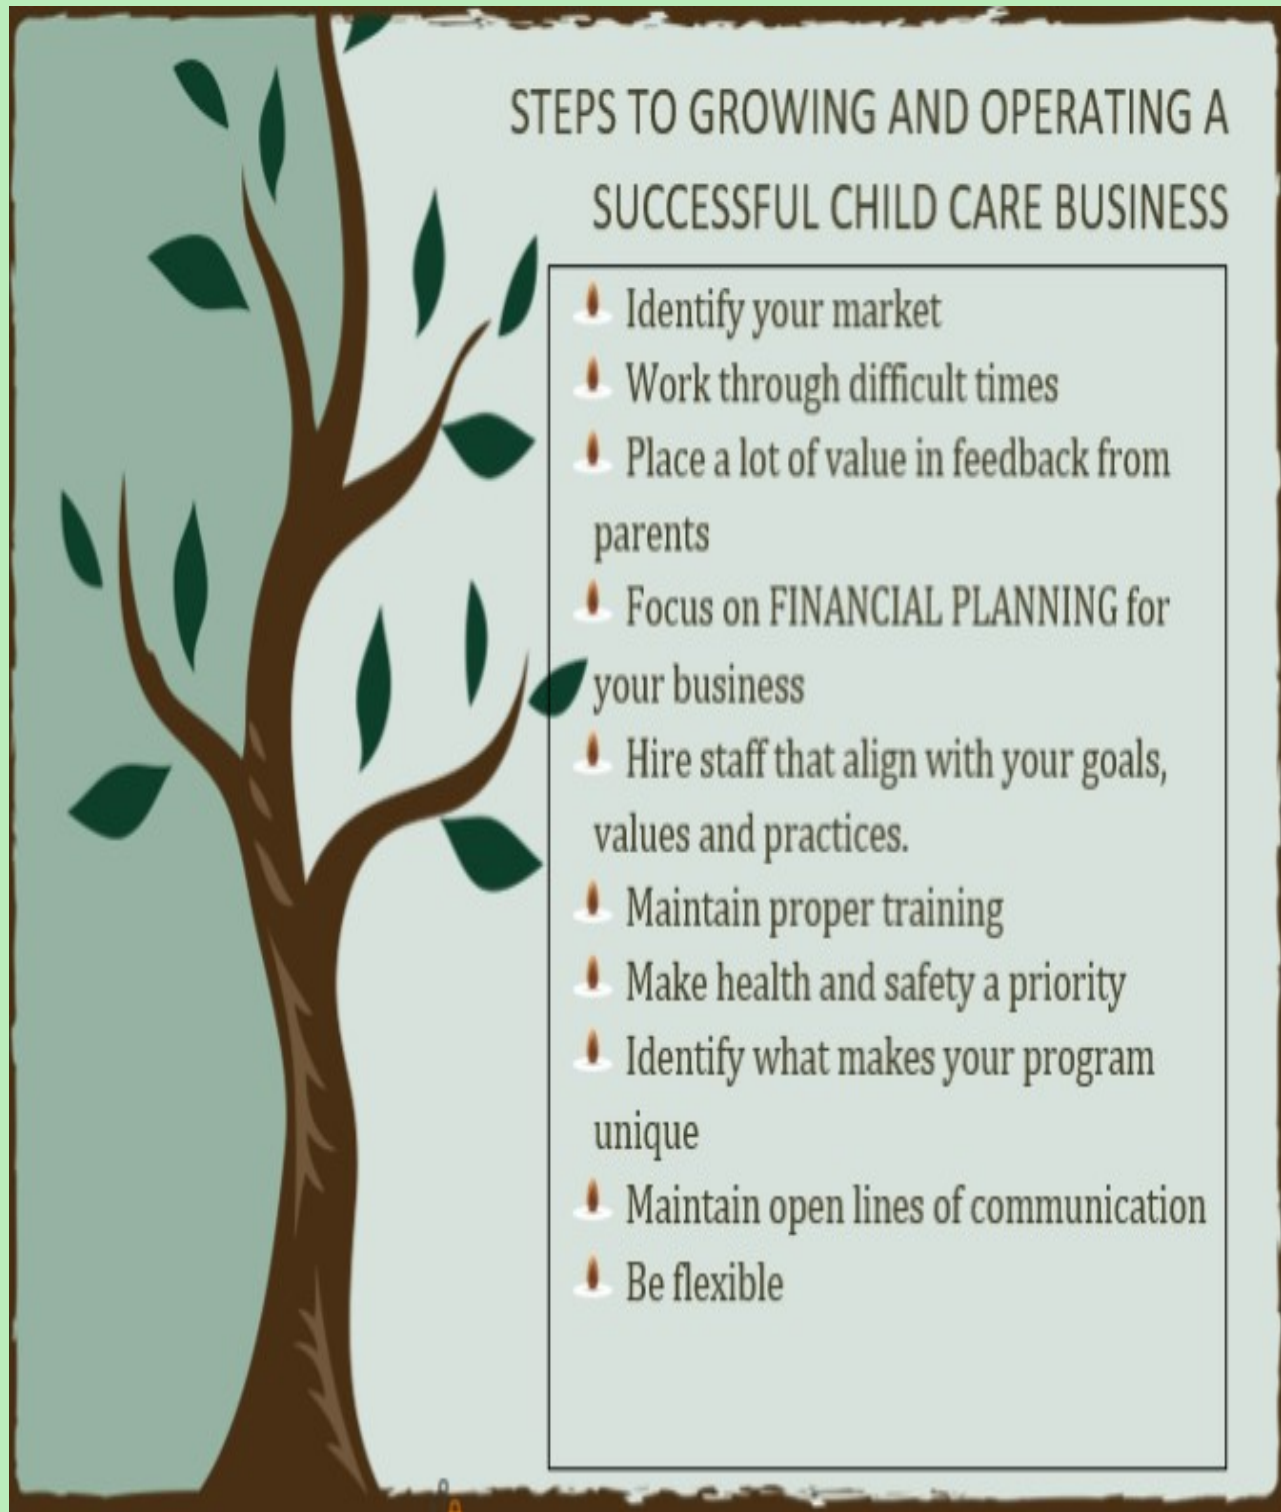 STEPS TO GROWING AND OPERATING A
SUCCESSFUL CHILD CARE BUSINESS
Identify your market
Work through difficult times
Place a lot of value in feedback from
parents
Focus on FINANCIAL PLANNING for
your business
Hire staff that align with your goals,
values and practices.
Maintain proper training
Make health and safety a priority
Identify what makes your program
unique
Maintain open lines of communication
Be flexible